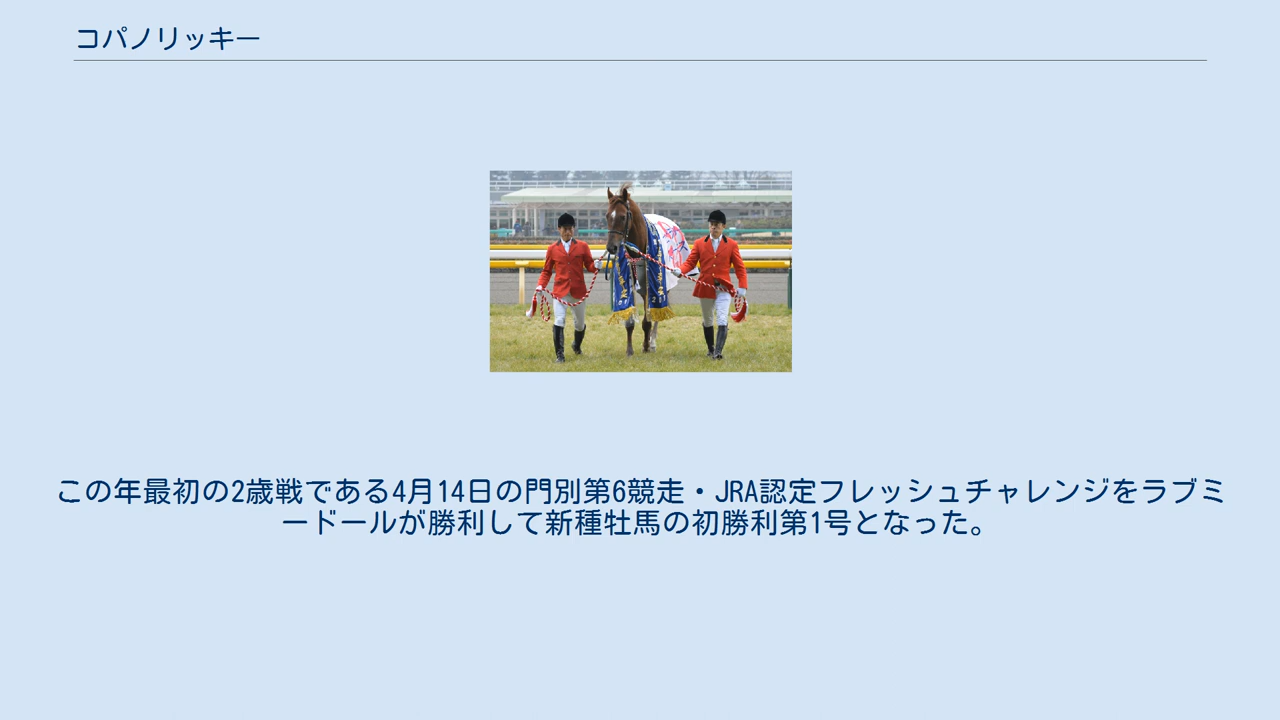 コパノリッキー
この年最初の2歳戦である4月14日の門別第6競走・JRA認定フレッシュチャレンジをラブミ
ードールが勝利して新種牡馬の初勝利第1号となった。